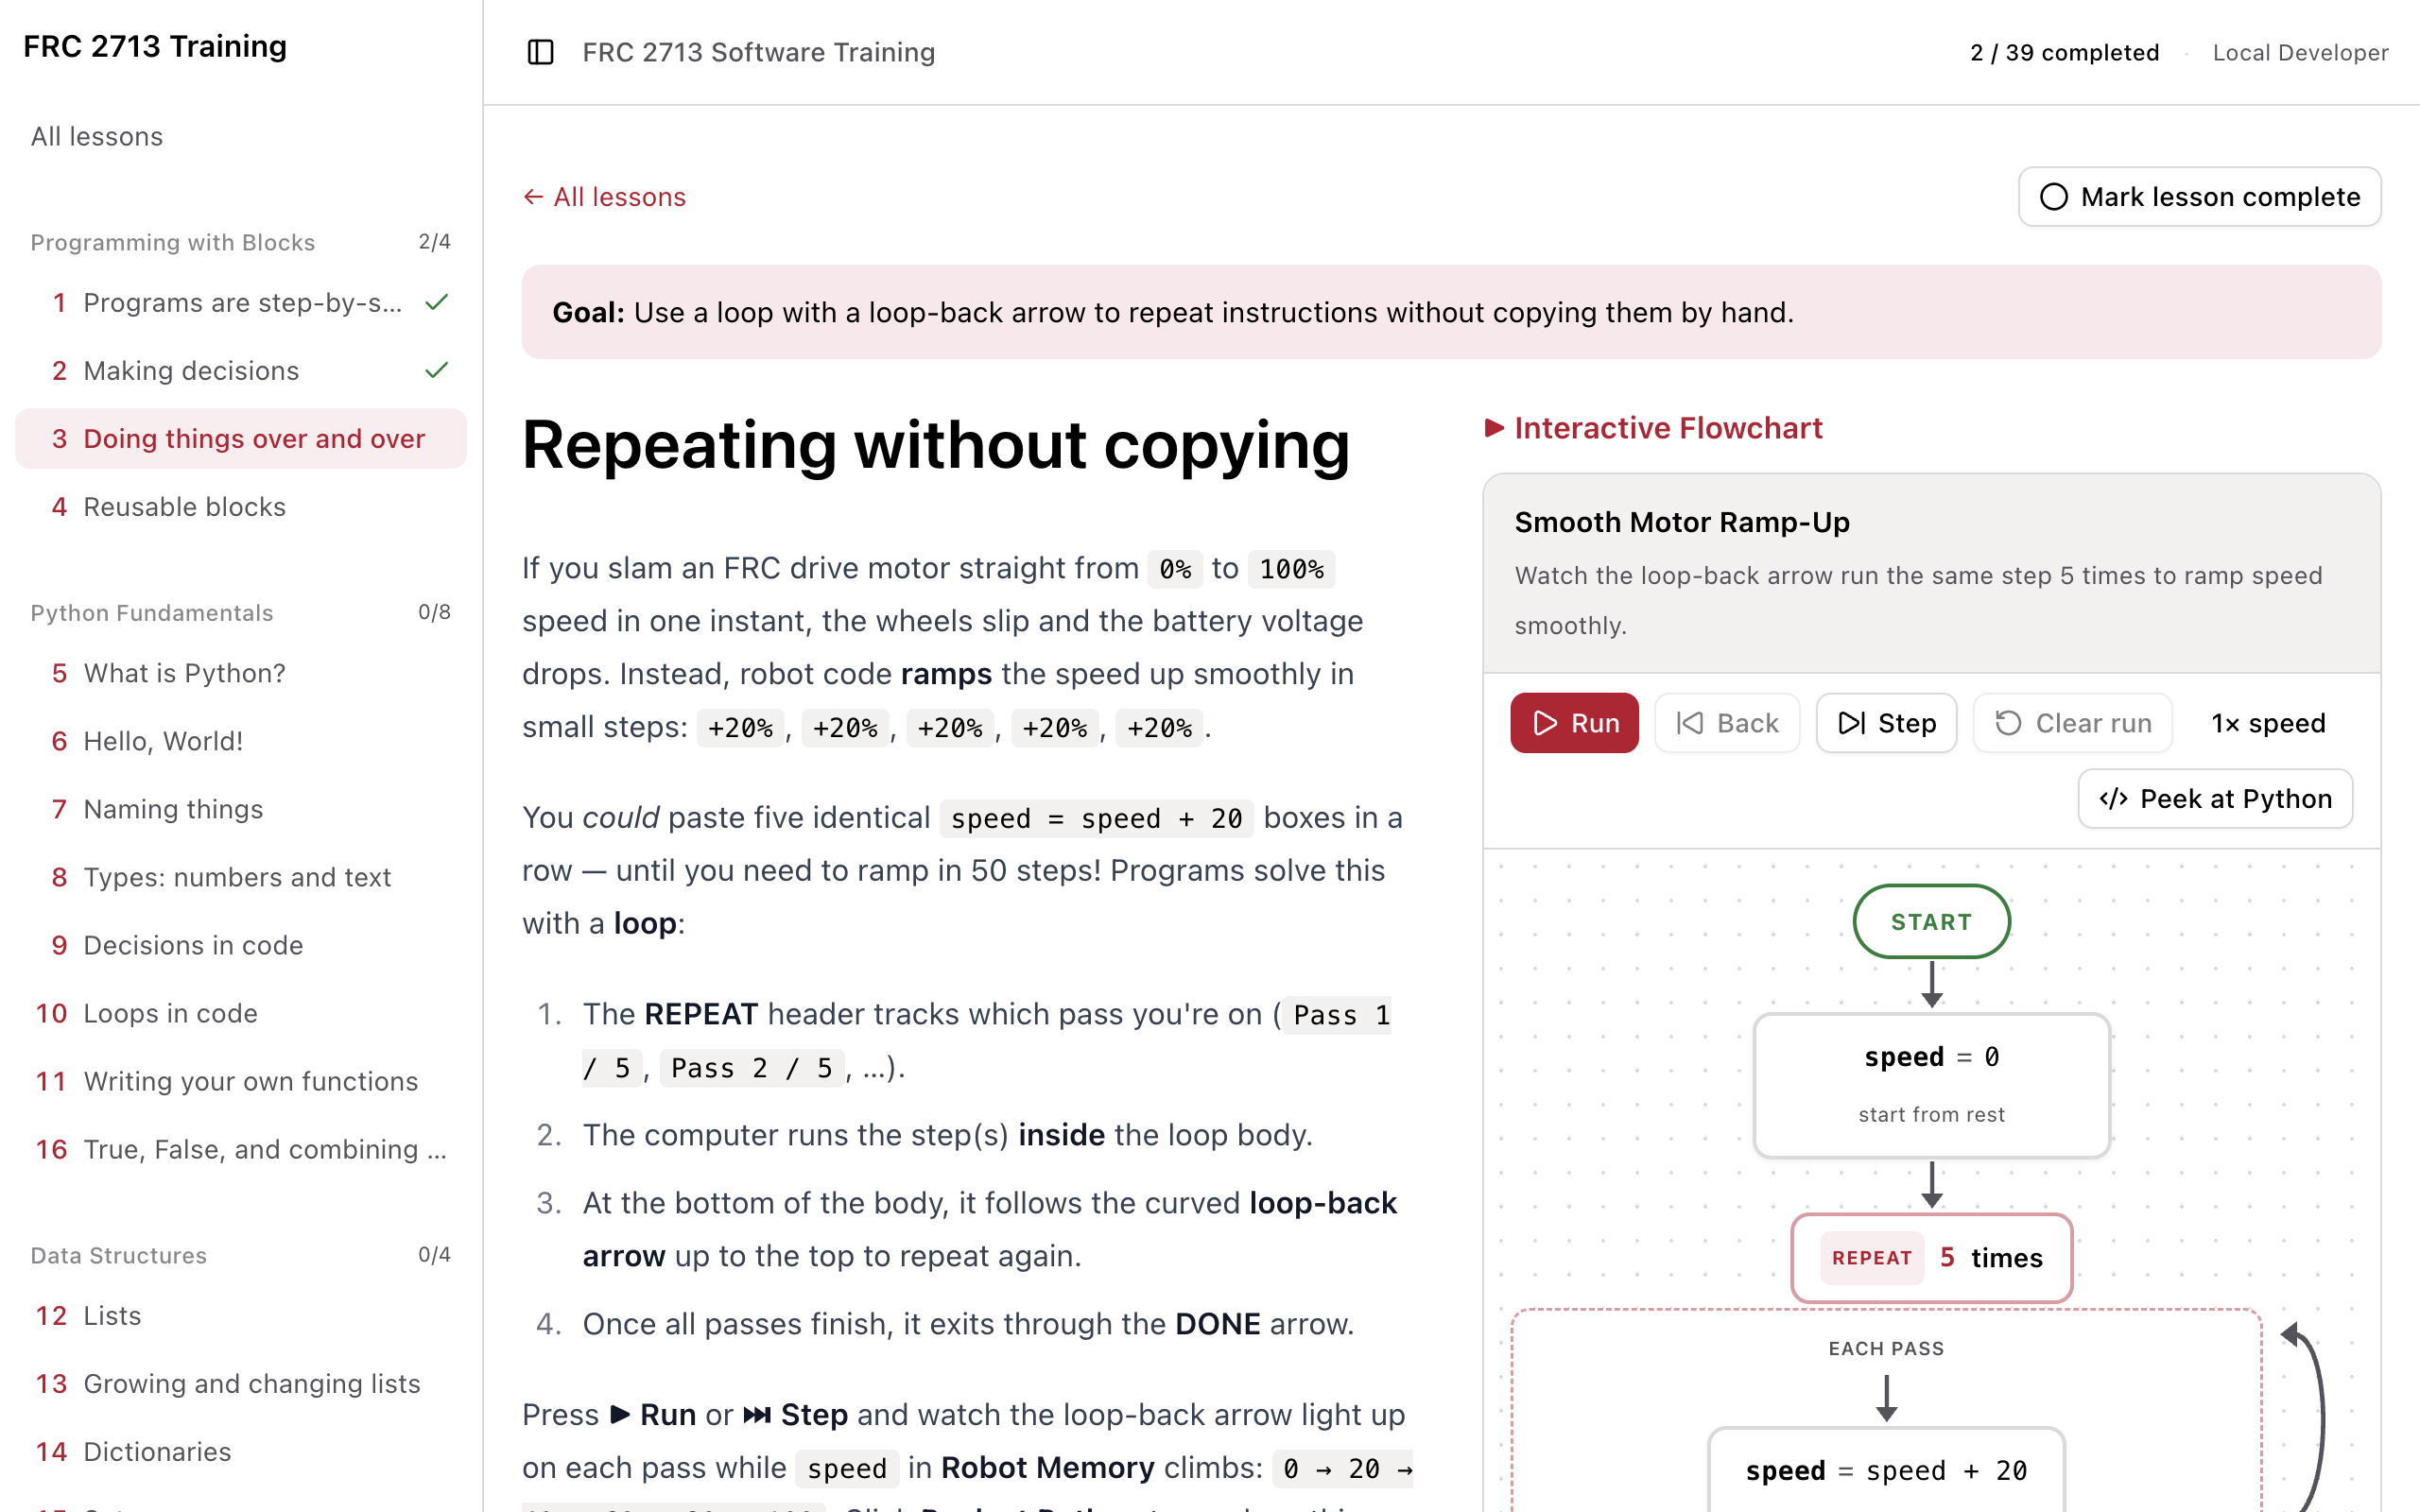 FRC 2713 Training
All lessons
Programming with Blocks 2/4
1 Programs are step-by-s...
2 Making decisions
3 Doing things over and over
4 Reusable blocks
Python Fundamentals 0/8
5 What is Python?
6 Hello, World!
7 Naming things
8 Types: numbers and text
9 Decisions in code
10 Loops in code
11 Writing your own functions
16 True, False, and combining ...
Data Structures 0/4
12 Lists
13 Growing and changing lists
14 Dictionaries
FRC 2713 Software Training
2 / 39 completed · Local Developer
← All lessons
Mark lesson complete
Goal: Use a loop with a loop-back arrow to repeat instructions without copying them by hand.
Repeating without copying
If you slam an FRC drive motor straight from 0% to 100%
speed in one instant, the wheels slip and the battery voltage
drops. Instead, robot code ramps the speed up smoothly in
small steps: +20%, +20%, +20%, +20%, +20%.
You could paste five identical speed = speed + 20 boxes in a
row — until you need to ramp in 50 steps! Programs solve this
with a loop:
1. The REPEAT header tracks which pass you're on (Pass 1
/ 5, Pass 2 / 5, ...).
2. The computer runs the step(s) inside the loop body.
3. At the bottom of the body, it follows the curved loop-back
arrow up to the top to repeat again.
4. Once all passes finish, it exits through the DONE arrow.
Press ▶ Run or ⏭ Step and watch the loop-back arrow light up
on each pass while speed in Robot Memory climbs: 0 → 20 →
▶ Interactive Flowchart
Smooth Motor Ramp-Up
Watch the loop-back arrow run the same step 5 times to ramp speed
smoothly.
Run
Back
Step
Clear run
1× speed
</> Peek at Python
START
speed = 0
start from rest
REPEAT 5 times
EACH PASS
speed = speed + 20